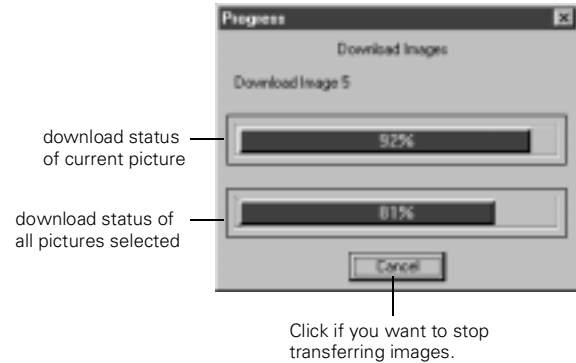 Progress
Download Images
Download Image 5
download status
of current picture
92%
download status of
all pictures selected
81%
Cancel
Click if you want to stop
transferring images.